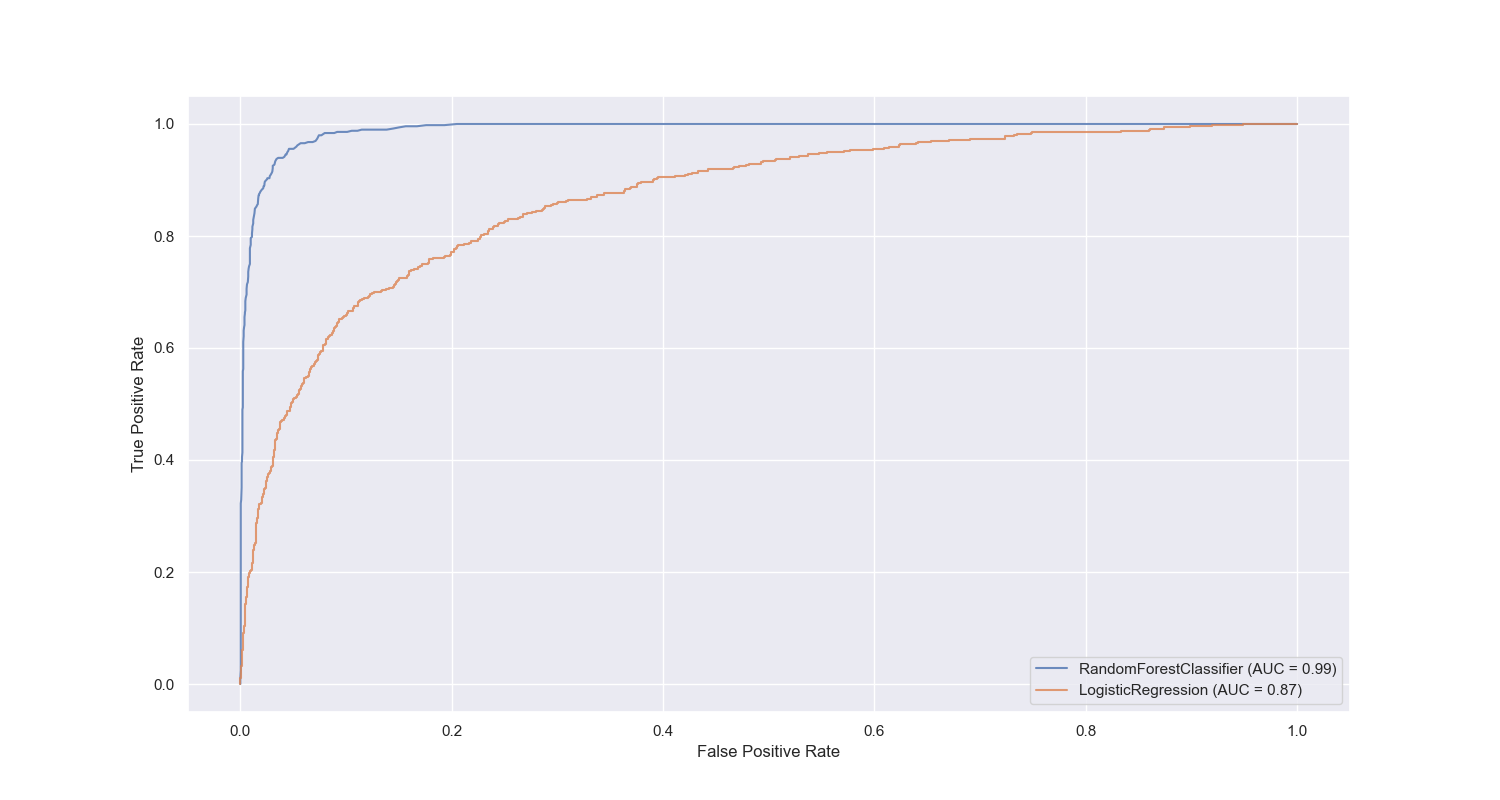 1.0
0.8
0.6
0.4
0.2
0.0
True Positive Rate
RandomForestClassifier (AUC = 0.99)
LogisticRegression (AUC = 0.87)
0.0 0.2 0.4 0.6 0.8 1.0
False Positive Rate